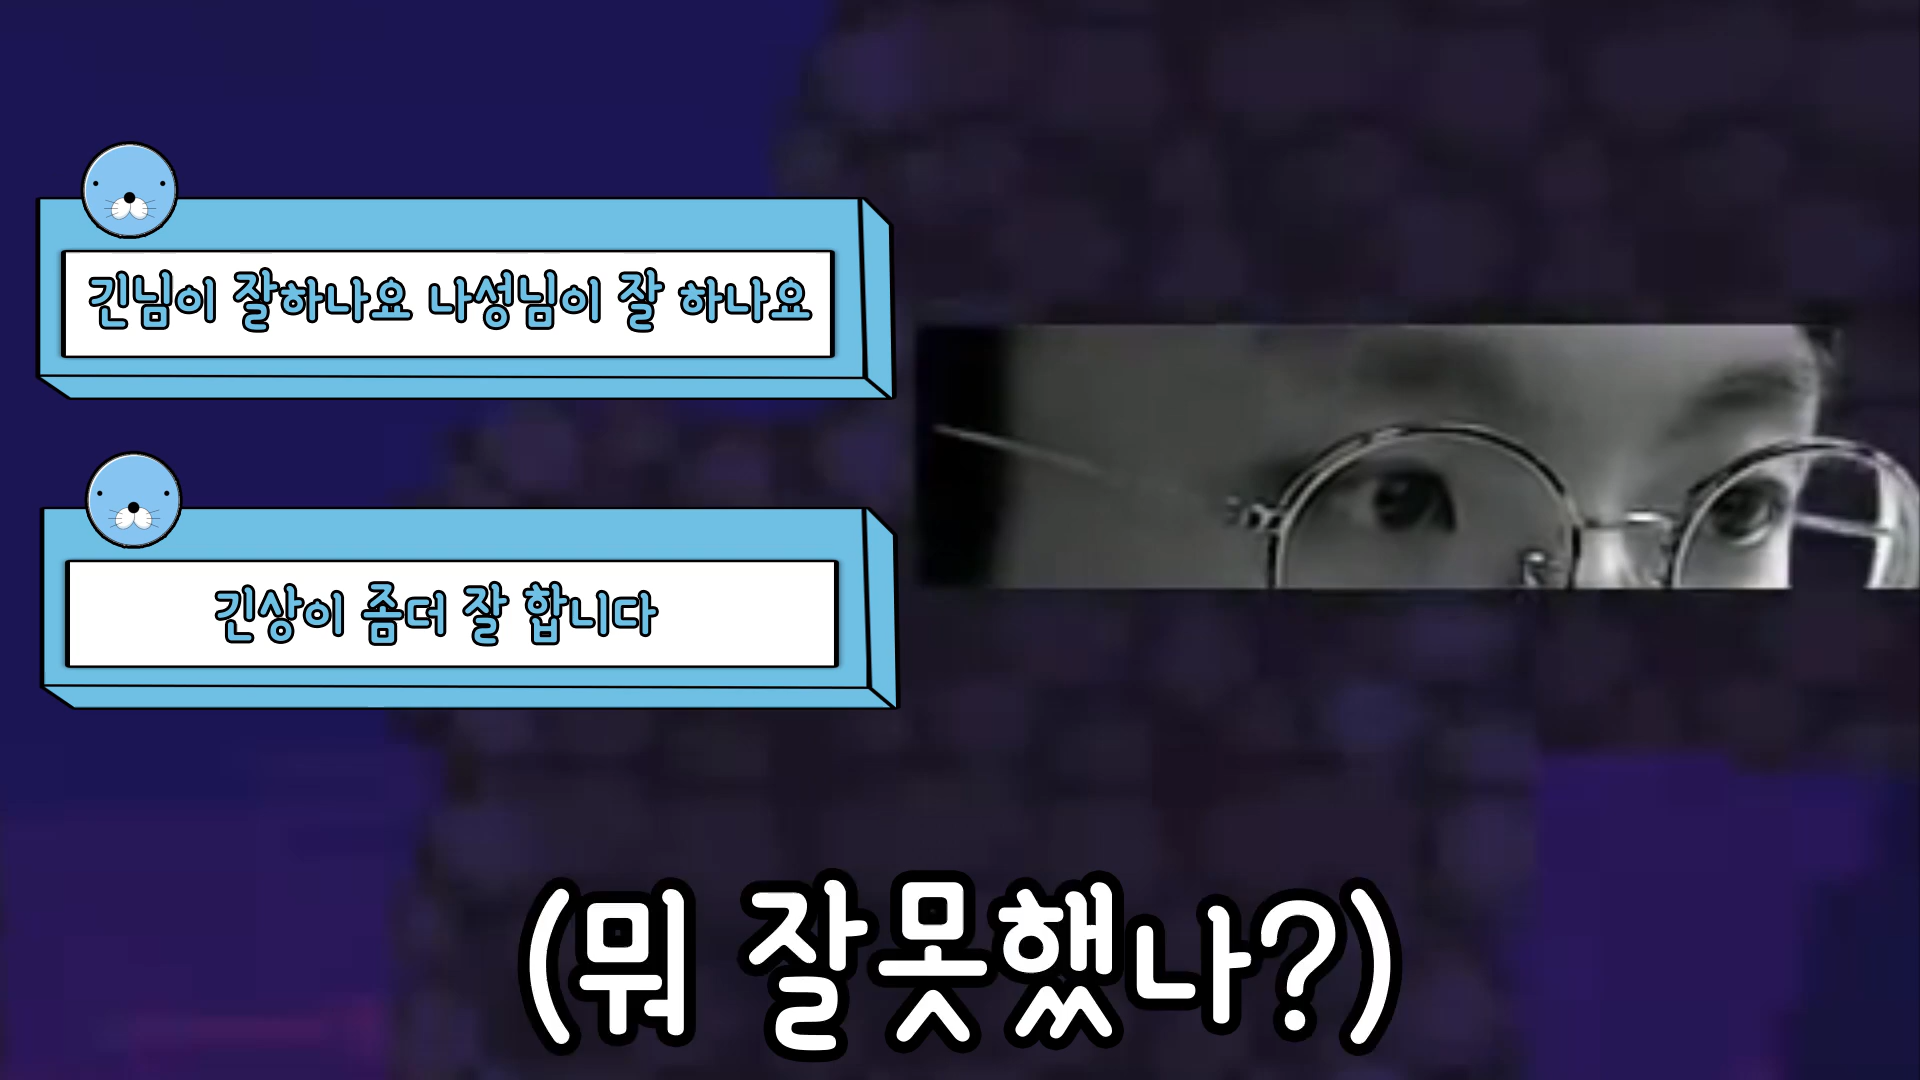 긴님이 잘하나요 나성님이 잘 하나요
긴상이 좀더 잘 합니다
(뭐 잘못했나?)